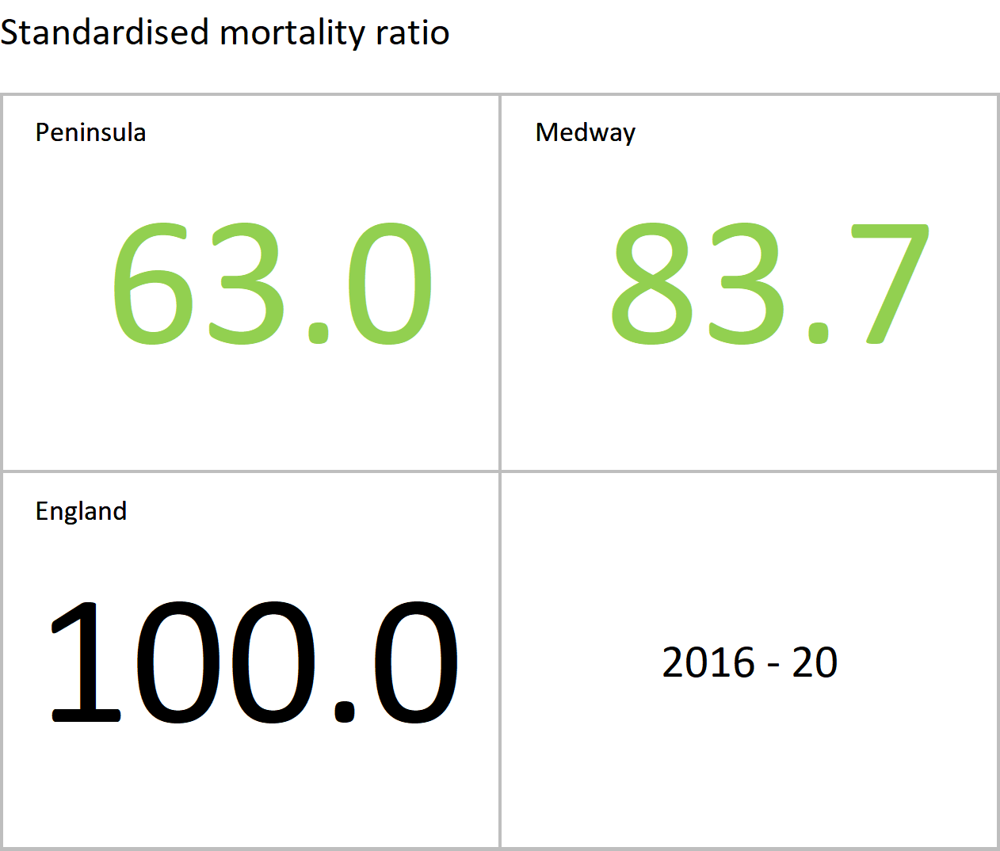 Standardised mortality ratio
Peninsula
63.0
Medway
83.7
England
100.0
2016 - 20